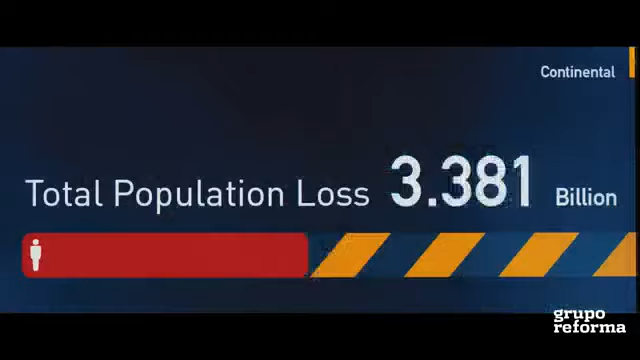 Continental
Total Population Loss 3.381 Billion
grupo
reforma